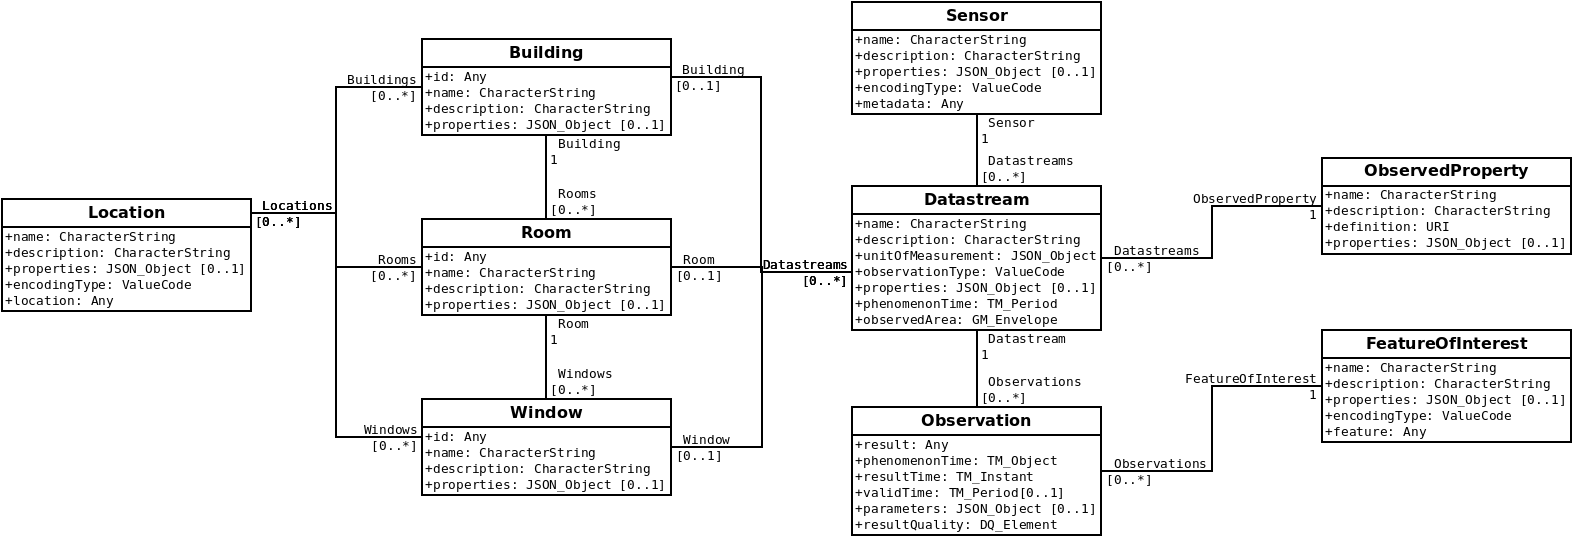 Location
+name: CharacterString
+description: CharacterString
+properties: JSON_Object [0..1]
+encodingType: ValueCode
+location: Any
Locations
[0..*]
Buildings
[0..*]
Rooms
[0..*]
Windows
[0..*]
Building
+id: Any
+name: CharacterString
+description: CharacterString
+properties: JSON_Object [0..1]
Building
1
Rooms
[0..*]
Room
+id: Any
+name: CharacterString
+description: CharacterString
+properties: JSON_Object [0..1]
Room
1
Windows
[0..*]
Window
+id: Any
+name: CharacterString
+description: CharacterString
+properties: JSON_Object [0..1]
Building
[0..1]
Room
[0..1]
Window
[0..1]
Datastreams
[0..*]
Sensor
+name: CharacterString
+description: CharacterString
+properties: JSON_Object [0..1]
+encodingType: ValueCode
+metadata: Any
Sensor
1
Datastreams
[0..*]
Datastream
+name: CharacterString
+description: CharacterString
+unitOfMeasurement: JSON_Object
+observationType: ValueCode
+properties: JSON_Object [0..1]
+phenomenonTime: TM_Period
+observedArea: GM_Envelope
Datastream
1
Observations
[0..*]
Observation
+result: Any
+phenomenonTime: TM_Object
+resultTime: TM_Instant
+validTime: TM_Period[0..1]
+parameters: JSON_Object [0..1]
+resultQuality: DQ_Element
Datastreams
[0..*]
ObservedProperty
1
ObservedProperty
+name: CharacterString
+description: CharacterString
+definition: URI
+properties: JSON_Object [0..1]
Observations
[0..*]
FeatureOfInterest
1
FeatureOfInterest
+name: CharacterString
+description: CharacterString
+properties: JSON_Object [0..1]
+encodingType: ValueCode
+feature: Any